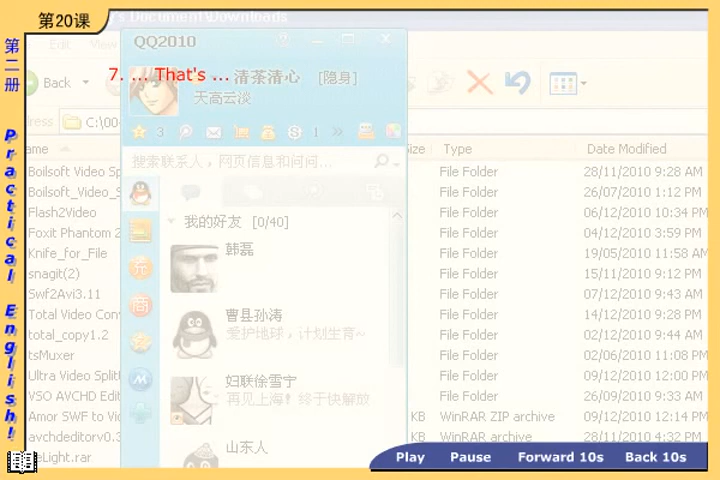 第20课
第二册
Practical English!
's Document\Downloads
Edit View
Back
ress C:\00
ame Size Type Date Modified
Boilsoft Video Sp File Folder 28/11/2010 9:28 AM
Boilsoft_Video_S File Folder 26/07/2010 1:12 PM
Flash2Video File Folder 06/12/2010 10:34 PM
Foxit Phantom 2 File Folder 04/12/2010 3:59 PM
Knife_for_File File Folder 19/05/2010 11:58 AM
snagit(2) File Folder 15/11/2010 9:12 PM
Swf2Avi3.11 File Folder 07/12/2010 9:43 AM
Total Video Conv File Folder 14/12/2010 9:28 PM
total_copy1.2 File Folder 02/12/2010 9:44 AM
tsMuxer File Folder 02/06/2010 11:08 PM
Ultra Video Splitt File Folder 09/12/2010 12:00 PM
VSO AVCHD Edit File Folder 26/09/2010 9:33 AM
Amor SWF to Vic KB WinRAR ZIP archive 09/12/2010 12:14 PM
avchdeditorv0.3 KB WinRAR archive 28/11/2010 4:32 PM
eLight.rar
QQ2010
7. ... That's ...
清茶清心 [隐身]
天高云淡
3 1
搜索联系人，网页信息和问问...
我的好友 [0/40]
韩磊
曹县孙涛
爱护地球，计划生育~
妇联徐雪宁
再见上海！终于快解放
山东人
Play Pause Forward 10s Back 10s